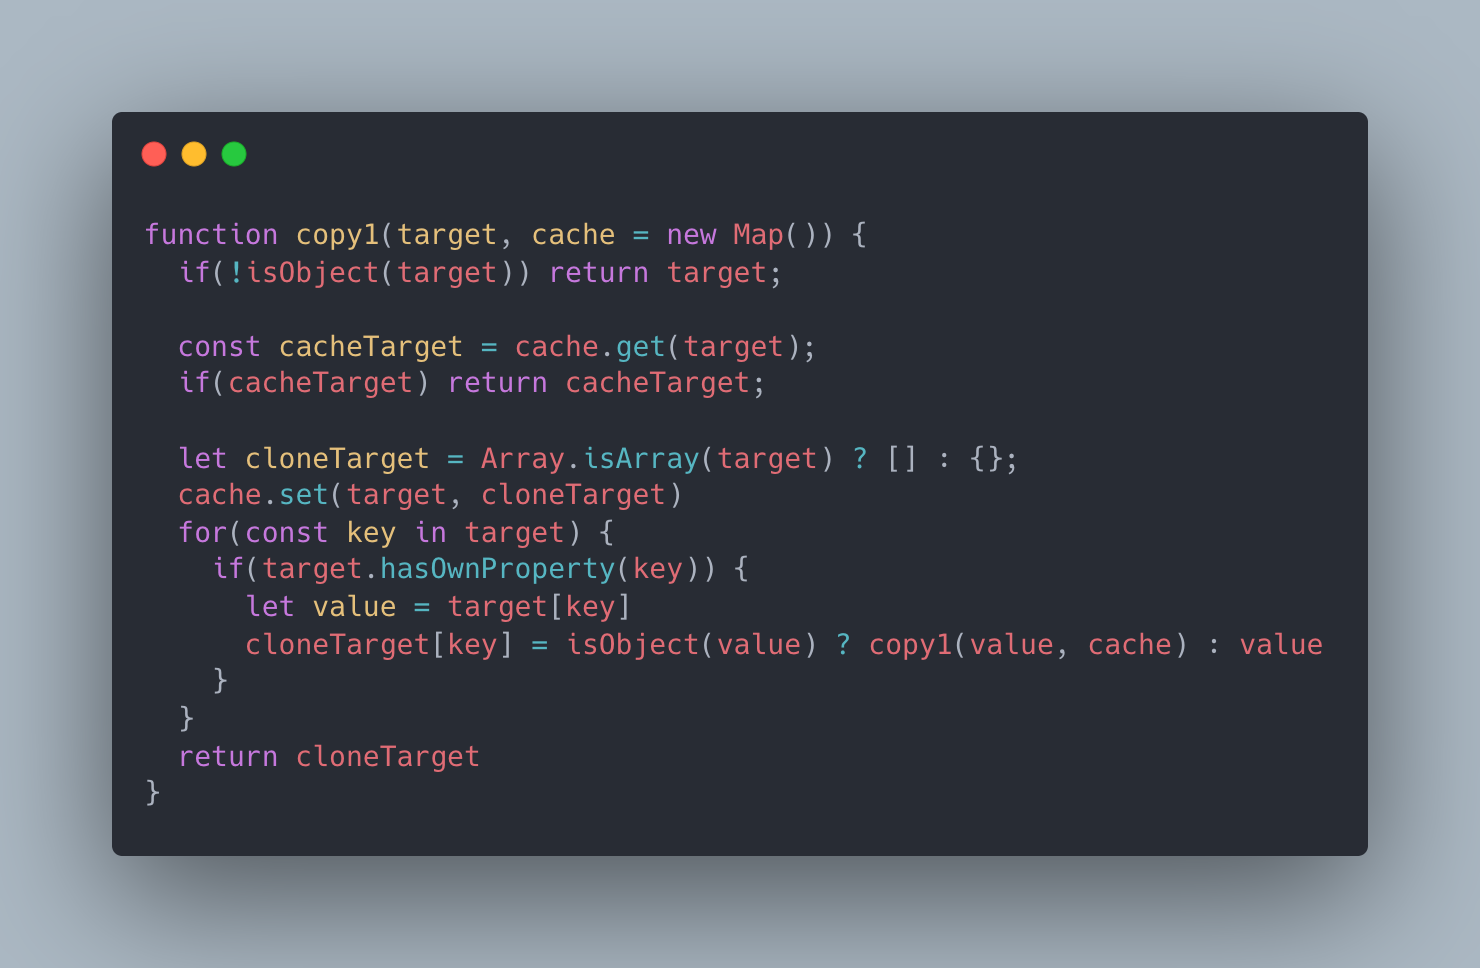 function copy1(target, cache = new Map()) {
  if(!isObject(target)) return target;

  const cacheTarget = cache.get(target);
  if(cacheTarget) return cacheTarget;

  let cloneTarget = Array.isArray(target) ? [] : {};
  cache.set(target, cloneTarget)
  for(const key in target) {
    if(target.hasOwnProperty(key)) {
      let value = target[key]
      cloneTarget[key] = isObject(value) ? copy1(value, cache) : value
    }
  }
  return cloneTarget
}